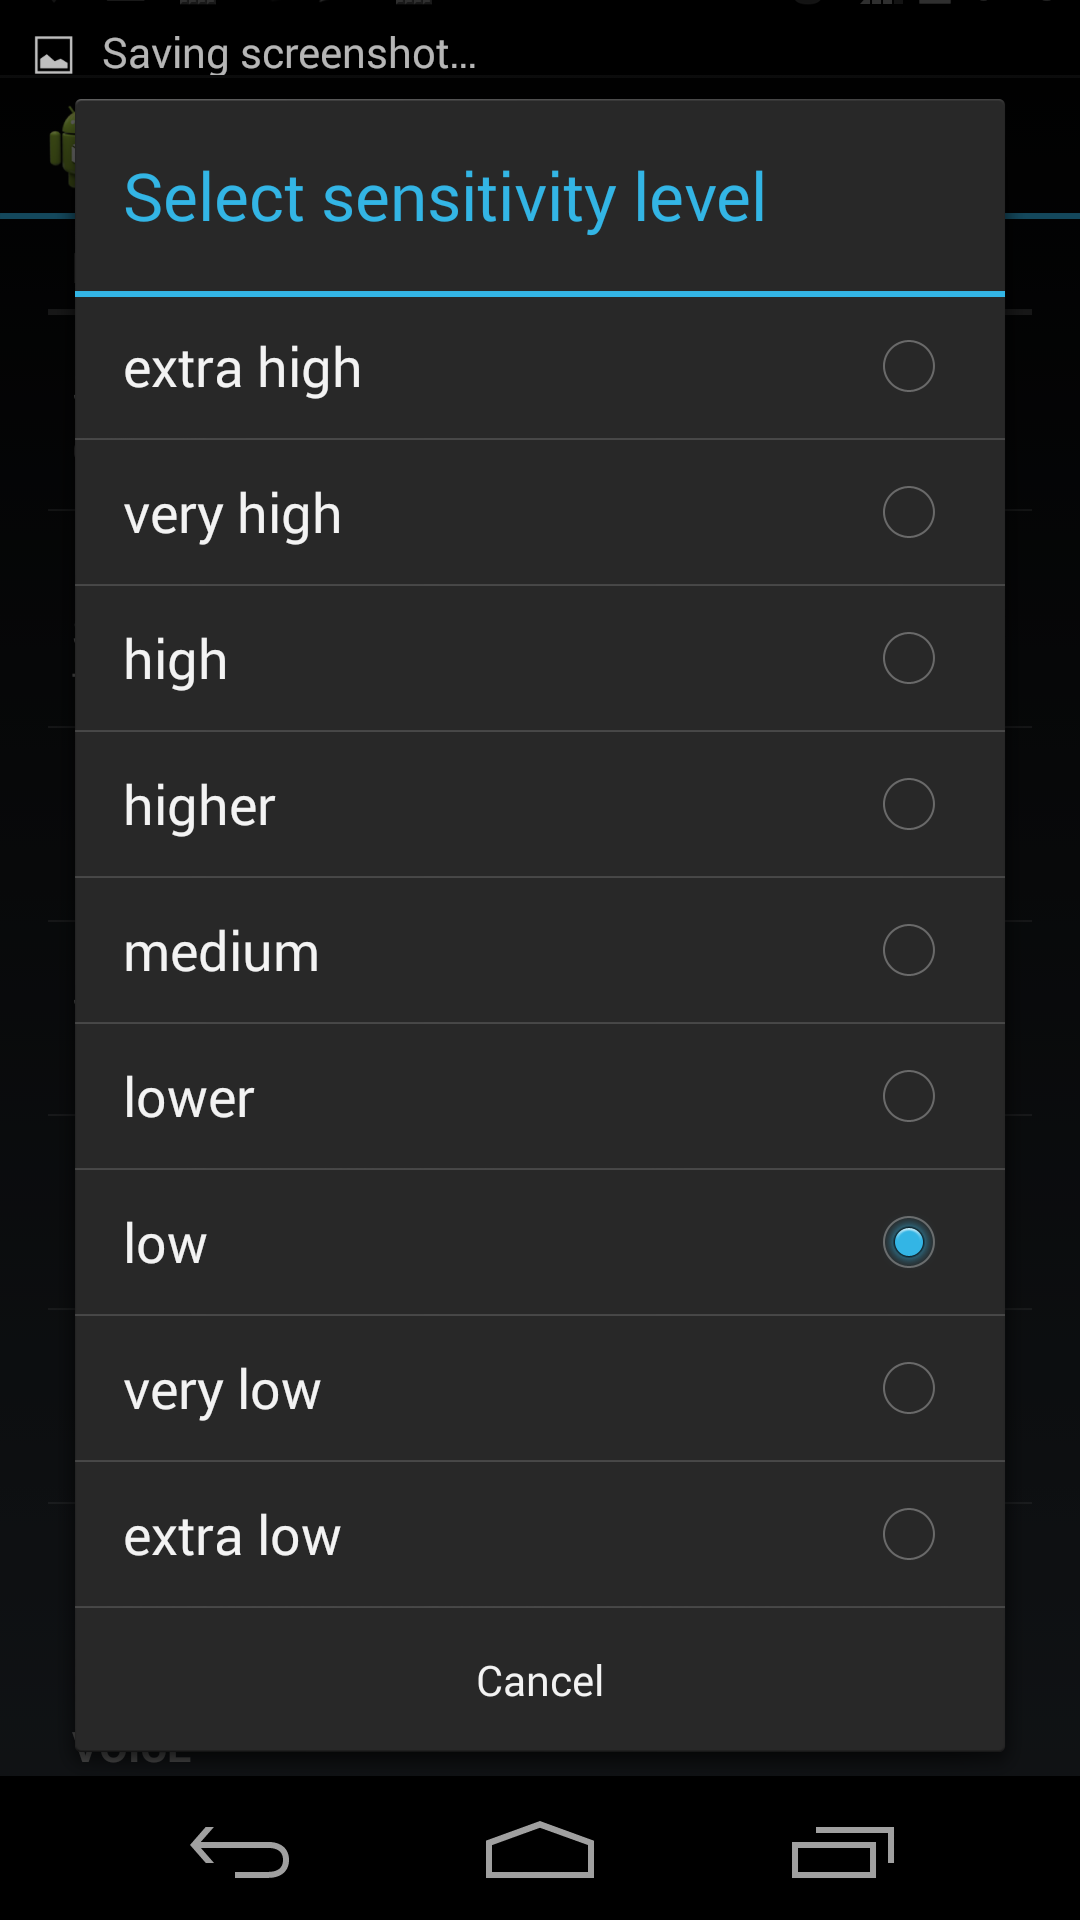 Saving screenshot...
Select sensitivity level
extra high
very high
high
higher
medium
lower
low
very low
extra low
Cancel
VOICE